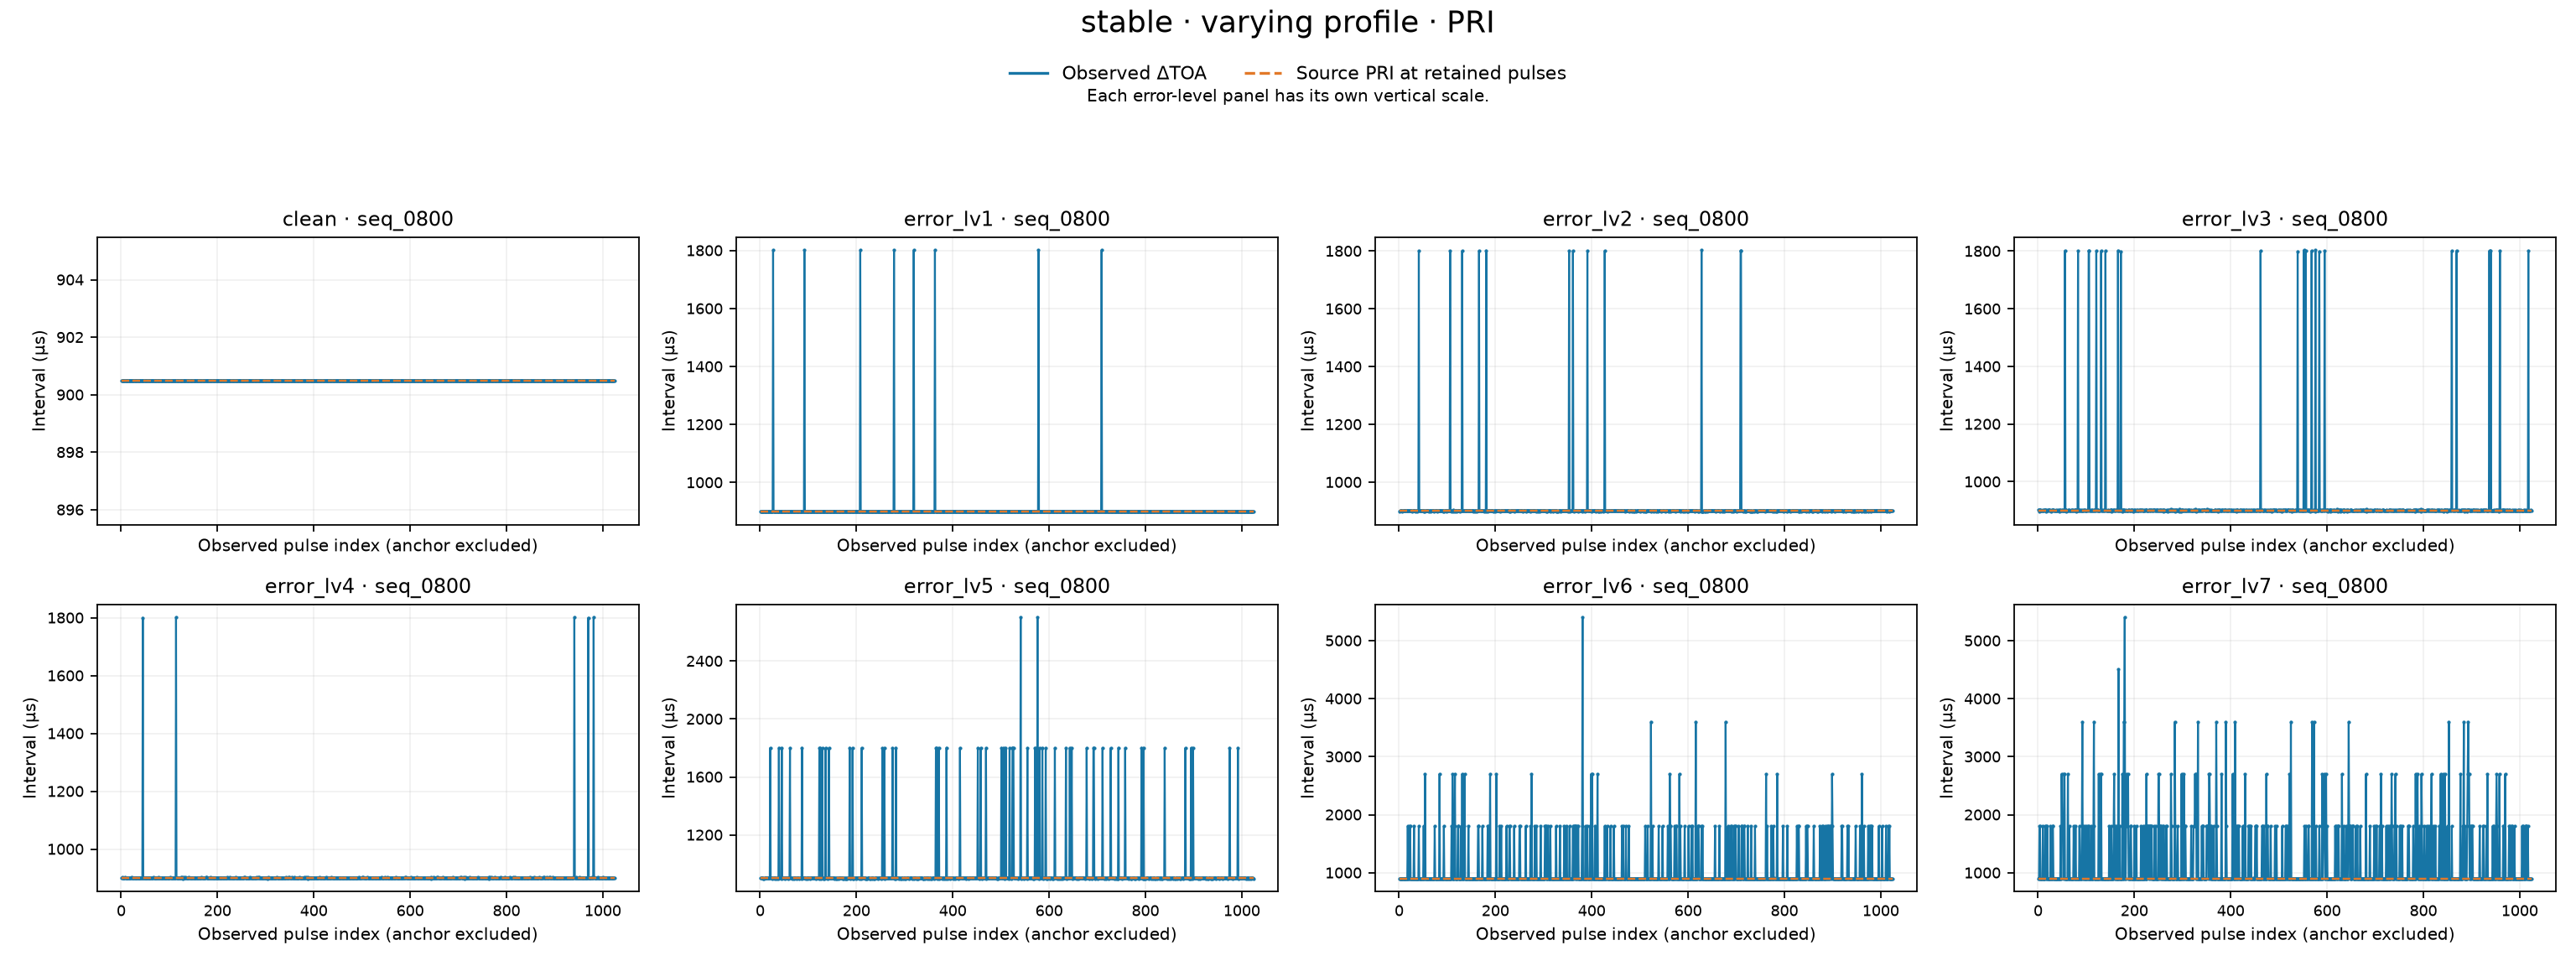 stable · varying profile · PRI
Observed ΔTOA
Source PRI at retained pulses
Each error-level panel has its own vertical scale.
clean · seq_0800
error_lv1 · seq_0800
error_lv2 · seq_0800
error_lv3 · seq_0800
Interval (µs)
904
902
900
898
896
Observed pulse index (anchor excluded)
Interval (µs)
1800
1600
1400
1200
1000
Observed pulse index (anchor excluded)
Interval (µs)
1800
1600
1400
1200
1000
Observed pulse index (anchor excluded)
Interval (µs)
1800
1600
1400
1200
1000
Observed pulse index (anchor excluded)
error_lv4 · seq_0800
error_lv5 · seq_0800
error_lv6 · seq_0800
error_lv7 · seq_0800
Interval (µs)
1800
1600
1400
1200
1000
0 200 400 600 800 1000
Observed pulse index (anchor excluded)
Interval (µs)
2400
2000
1600
1200
0 200 400 600 800 1000
Observed pulse index (anchor excluded)
Interval (µs)
5000
4000
3000
2000
1000
0 200 400 600 800 1000
Observed pulse index (anchor excluded)
Interval (µs)
5000
4000
3000
2000
1000
0 200 400 600 800 1000
Observed pulse index (anchor excluded)